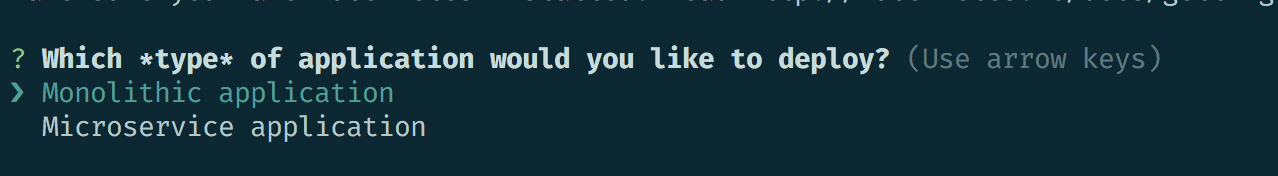 ? Which *type* of application would you like to deploy? (Use arrow keys)
❯ Monolithic application
Microservice application